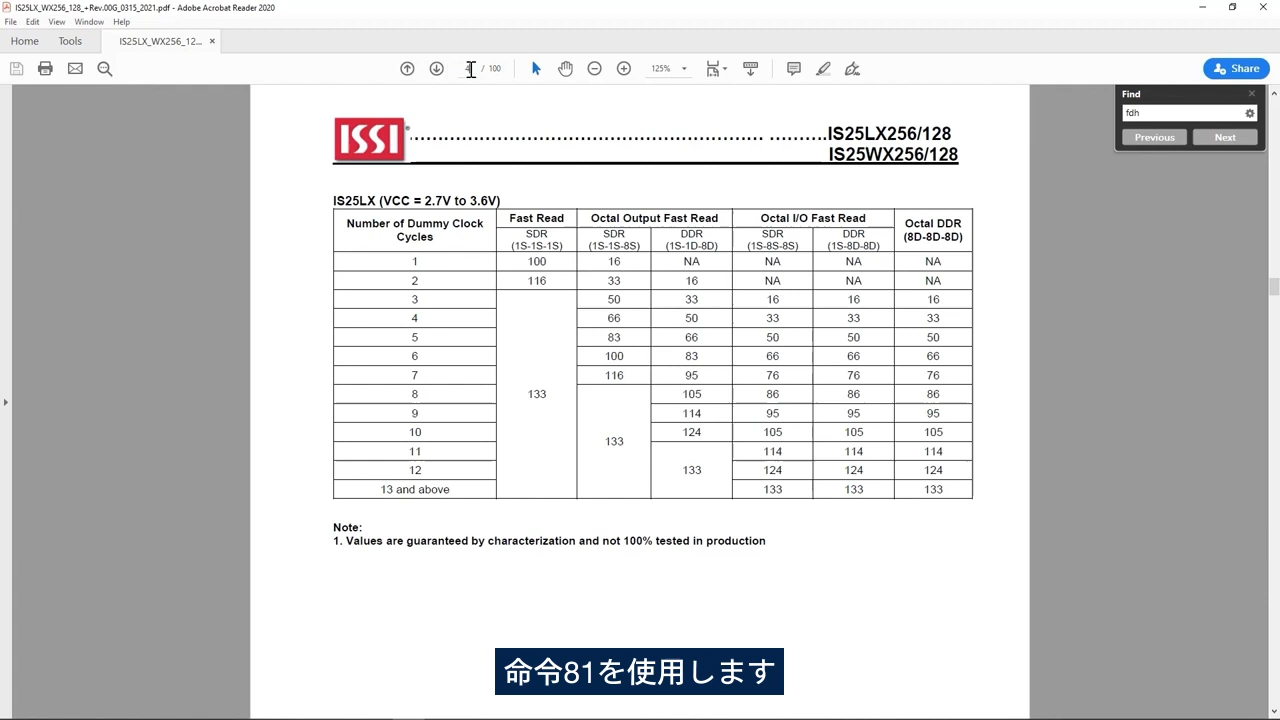 IS25LX_WX256_128_+Rev.00G_0315_2021.pdf - Adobe Acrobat Reader 2020
File Edit View Window Help
Home Tools IS25LX_WX256_12... ×
/ 100 125% Share
Find
fdh
Previous Next
ISSI® IS25LX256/128
IS25WX256/128
IS25LX (VCC = 2.7V to 3.6V)
Number of Dummy Clock Cycles Fast Read Octal Output Fast Read Octal I/O Fast Read Octal DDR (8D-8D-8D)
SDR (1S-1S-1S) SDR (1S-1S-8S) DDR (1S-1D-8D) SDR (1S-8S-8S) DDR (1S-8D-8D)
1 100 16 NA NA NA NA
2 116 33 16 NA NA NA
3 50 33 16 16 16
4 66 50 33 33 33
5 83 66 50 50 50
6 100 83 66 66 66
7 116 95 76 76 76
8 133 105 86 86 86
9 114 95 95 95
10 124 105 105 105
11 133 114 114 114
12 133 124 124 124
13 and above 133 133 133
Note:
1. Values are guaranteed by characterization and not 100% tested in production
命令81を使用します